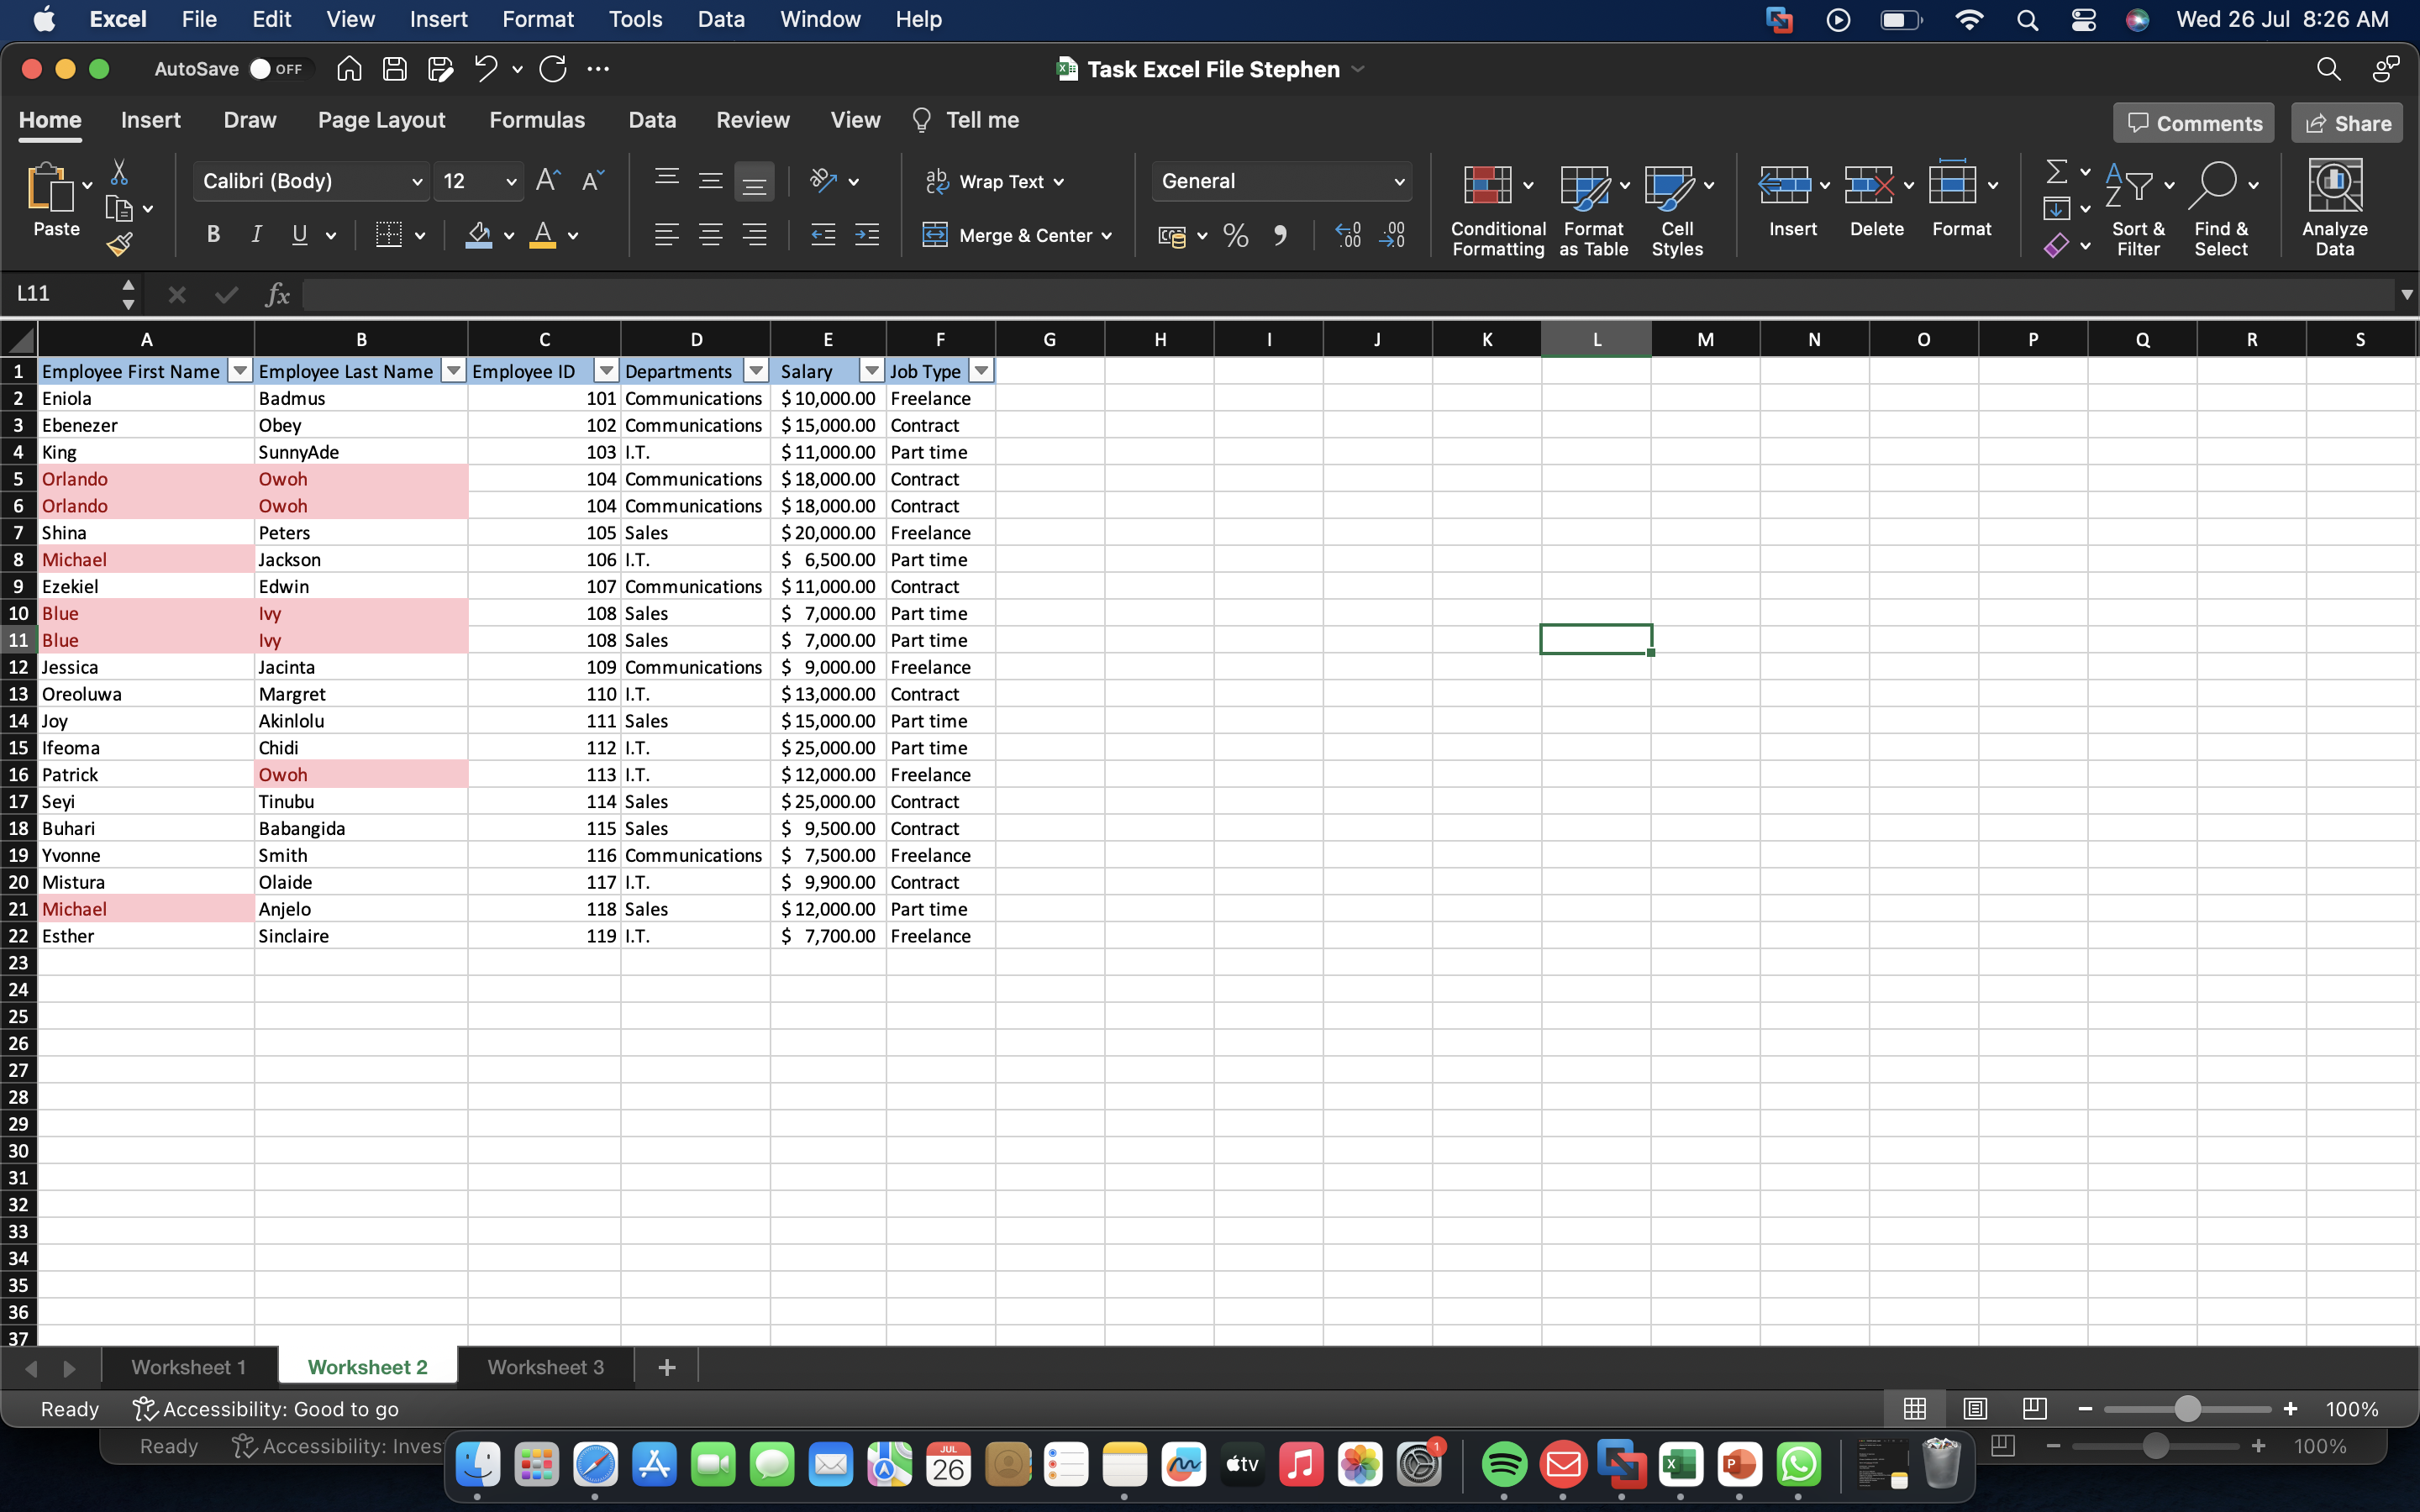 Excel File Edit View Insert Format Tools Data Window Help Wed 26 Jul 8:26 AM
AutoSave OFF Task Excel File Stephen
Home Insert Draw Page Layout Formulas Data Review View Tell me Comments Share
Paste Calibri (Body) 12 Wrap Text Merge & Center General Conditional Formatting Format as Table Cell Styles Insert Delete Format Sort & Filter Find & Select Analyze Data
L11 fx
A B C D E F G H I J K L M N O P Q R S
1 Employee First Name Employee Last Name Employee ID Departments Salary Job Type
2 Eniola Badmus 101 Communications $10,000.00 Freelance
3 Ebenezer Obey 102 Communications $15,000.00 Contract
4 King SunnyAde 103 I.T. $11,000.00 Part time
5 Orlando Owoh 104 Communications $18,000.00 Contract
6 Orlando Owoh 104 Communications $18,000.00 Contract
7 Shina Peters 105 Sales $20,000.00 Freelance
8 Michael Jackson 106 I.T. $ 6,500.00 Part time
9 Ezekiel Edwin 107 Communications $11,000.00 Contract
10 Blue Ivy 108 Sales $ 7,000.00 Part time
11 Blue Ivy 108 Sales $ 7,000.00 Part time
12 Jessica Jacinta 109 Communications $ 9,000.00 Freelance
13 Oreoluwa Margret 110 I.T. $13,000.00 Contract
14 Joy Akinlolu 111 Sales $15,000.00 Part time
15 Ifeoma Chidi 112 I.T. $25,000.00 Part time
16 Patrick Owoh 113 I.T. $12,000.00 Freelance
17 Seyi Tinubu 114 Sales $25,000.00 Contract
18 Buhari Babangida 115 Sales $ 9,500.00 Contract
19 Yvonne Smith 116 Communications $ 7,500.00 Freelance
20 Mistura Olaide 117 I.T. $ 9,900.00 Contract
21 Michael Anjelo 118 Sales $12,000.00 Part time
22 Esther Sinclaire 119 I.T. $ 7,700.00 Freelance
23
24
25
26
27
28
29
30
31
32
33
34
35
36
37
Worksheet 1 Worksheet 2 Worksheet 3 +
Ready Accessibility: Good to go 100%
Ready Accessibility: Inves 100%
JUL
26 tv 1